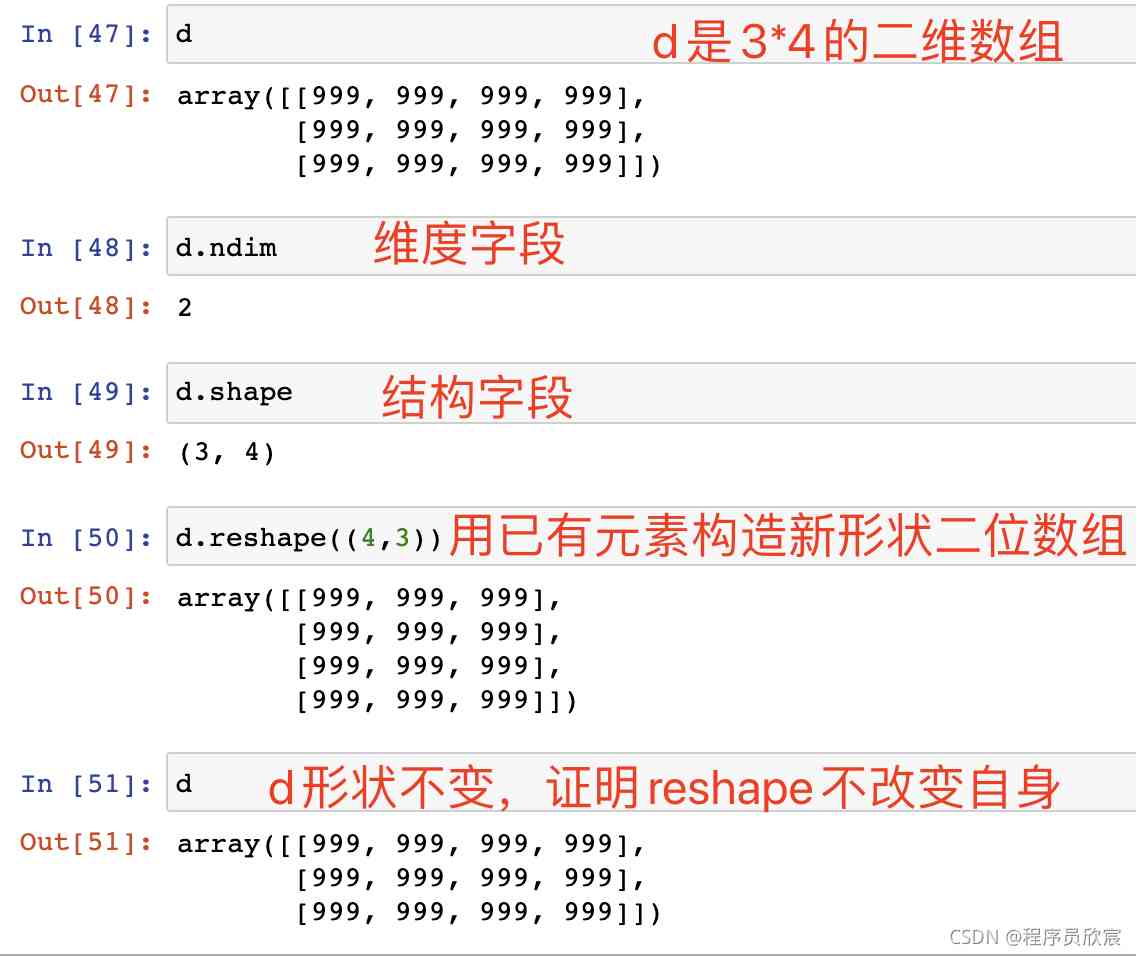 In [47]: d d是3*4的二维数组
Out[47]: array([[999, 999, 999, 999],
[999, 999, 999, 999],
[999, 999, 999, 999]])
In [48]: d.ndim 维度字段
Out[48]: 2
In [49]: d.shape 结构字段
Out[49]: (3, 4)
In [50]: d.reshape((4,3)) 用已有元素构造新形状二位数组
Out[50]: array([[999, 999, 999],
[999, 999, 999],
[999, 999, 999],
[999, 999, 999]])
In [51]: d d形状不变，证明reshape不改变自身
Out[51]: array([[999, 999, 999, 999],
[999, 999, 999, 999],
[999, 999, 999, 999]])
CSDN @程序员欣宸